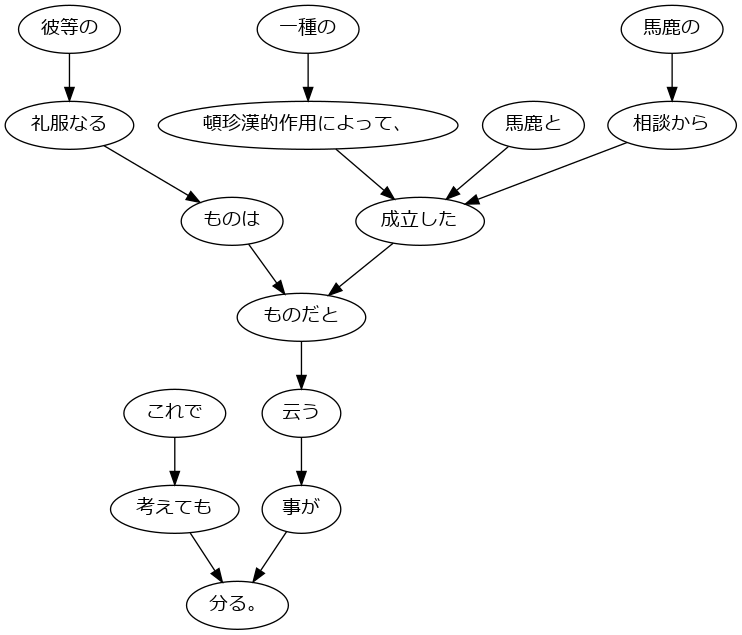 彼等の
一種の
馬鹿の
礼服なる
頓珍漢的作用によって、
馬鹿と
相談から
ものは
成立した
ものだと
これで
云う
考えても
事が
分る。